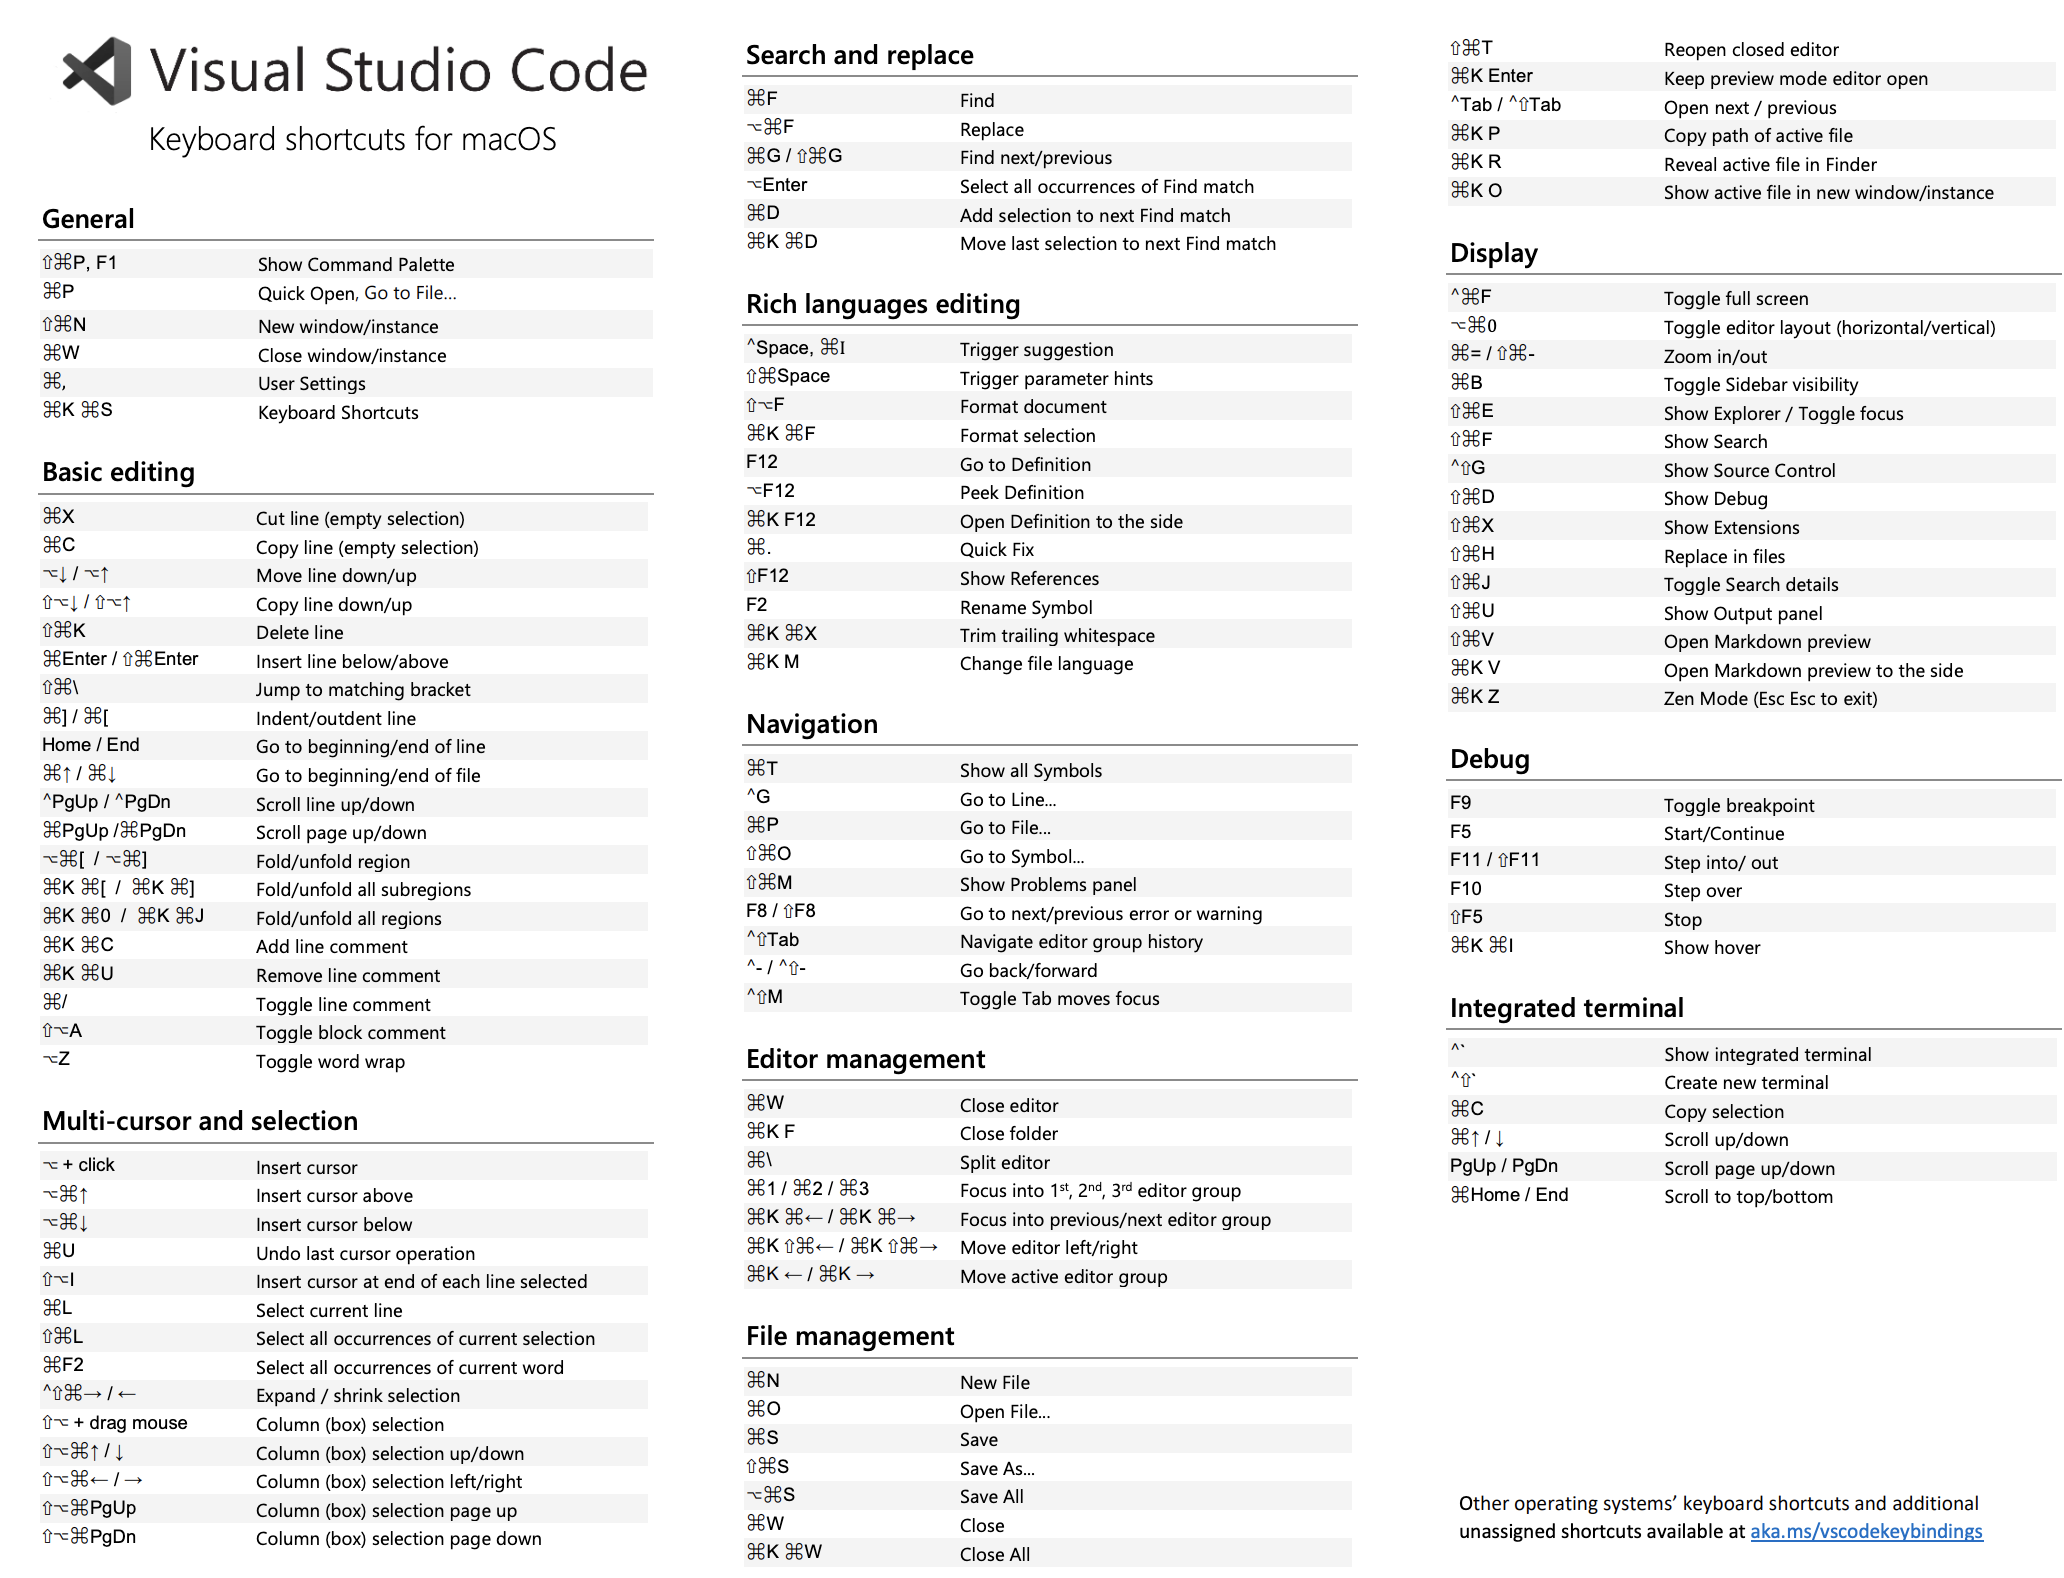 Visual Studio Code
Keyboard shortcuts for macOS
General
⇧⌘P, F1 Show Command Palette
⌘P Quick Open, Go to File…
⇧⌘N New window/instance
⌘W Close window/instance
⌘, User Settings
⌘K ⌘S Keyboard Shortcuts
Basic editing
⌘X Cut line (empty selection)
⌘C Copy line (empty selection)
⌥↓ / ⌥↑ Move line down/up
⇧⌥↓ / ⇧⌥↑ Copy line down/up
⇧⌘K Delete line
⌘Enter / ⇧⌘Enter Insert line below/above
⇧⌘\ Jump to matching bracket
⌘] / ⌘[ Indent/outdent line
Home / End Go to beginning/end of line
⌘↑ / ⌘↓ Go to beginning/end of file
^PgUp / ^PgDn Scroll line up/down
⌘PgUp /⌘PgDn Scroll page up/down
⌥⌘[ / ⌥⌘] Fold/unfold region
⌘K ⌘[ / ⌘K ⌘] Fold/unfold all subregions
⌘K ⌘0 / ⌘K ⌘J Fold/unfold all regions
⌘K ⌘C Add line comment
⌘K ⌘U Remove line comment
⌘/ Toggle line comment
⇧⌥A Toggle block comment
⌥Z Toggle word wrap
Multi-cursor and selection
⌥ + click Insert cursor
⌥⌘↑ Insert cursor above
⌥⌘↓ Insert cursor below
⌘U Undo last cursor operation
⇧⌥I Insert cursor at end of each line selected
⌘L Select current line
⇧⌘L Select all occurrences of current selection
⌘F2 Select all occurrences of current word
^⇧⌘→ / ← Expand / shrink selection
⇧⌥ + drag mouse Column (box) selection
⇧⌥⌘↑ / ↓ Column (box) selection up/down
⇧⌥⌘← / → Column (box) selection left/right
⇧⌥⌘PgUp Column (box) selection page up
⇧⌥⌘PgDn Column (box) selection page down
Search and replace
⌘F Find
⌥⌘F Replace
⌘G / ⇧⌘G Find next/previous
⌥Enter Select all occurrences of Find match
⌘D Add selection to next Find match
⌘K ⌘D Move last selection to next Find match
Rich languages editing
^Space, ⌘I Trigger suggestion
⇧⌘Space Trigger parameter hints
⇧⌥F Format document
⌘K ⌘F Format selection
F12 Go to Definition
⌥F12 Peek Definition
⌘K F12 Open Definition to the side
⌘. Quick Fix
⇧F12 Show References
F2 Rename Symbol
⌘K ⌘X Trim trailing whitespace
⌘K M Change file language
Navigation
⌘T Show all Symbols
^G Go to Line...
⌘P Go to File...
⇧⌘O Go to Symbol...
⇧⌘M Show Problems panel
F8 / ⇧F8 Go to next/previous error or warning
^⇧Tab Navigate editor group history
^- / ^⇧- Go back/forward
^⇧M Toggle Tab moves focus
Editor management
⌘W Close editor
⌘K F Close folder
⌘\ Split editor
⌘1 / ⌘2 / ⌘3 Focus into 1st, 2nd, 3rd editor group
⌘K ⌘← / ⌘K ⌘→ Focus into previous/next editor group
⌘K ⇧⌘← / ⌘K ⇧⌘→ Move editor left/right
⌘K ← / ⌘K → Move active editor group
File management
⌘N New File
⌘O Open File...
⌘S Save
⇧⌘S Save As...
⌥⌘S Save All
⌘W Close
⌘K ⌘W Close All
⇧⌘T Reopen closed editor
⌘K Enter Keep preview mode editor open
^Tab / ^⇧Tab Open next / previous
⌘K P Copy path of active file
⌘K R Reveal active file in Finder
⌘K O Show active file in new window/instance
Display
^⌘F Toggle full screen
⌥⌘0 Toggle editor layout (horizontal/vertical)
⌘= / ⇧⌘- Zoom in/out
⌘B Toggle Sidebar visibility
⇧⌘E Show Explorer / Toggle focus
⇧⌘F Show Search
^⇧G Show Source Control
⇧⌘D Show Debug
⇧⌘X Show Extensions
⇧⌘H Replace in files
⇧⌘J Toggle Search details
⇧⌘U Show Output panel
⇧⌘V Open Markdown preview
⌘K V Open Markdown preview to the side
⌘K Z Zen Mode (Esc Esc to exit)
Debug
F9 Toggle breakpoint
F5 Start/Continue
F11 / ⇧F11 Step into/ out
F10 Step over
⇧F5 Stop
⌘K ⌘I Show hover
Integrated terminal
^` Show integrated terminal
^⇧` Create new terminal
⌘C Copy selection
⌘↑ / ↓ Scroll up/down
PgUp / PgDn Scroll page up/down
⌘Home / End Scroll to top/bottom
Other operating systems’ keyboard shortcuts and additional
unassigned shortcuts available at aka.ms/vscodekeybindings